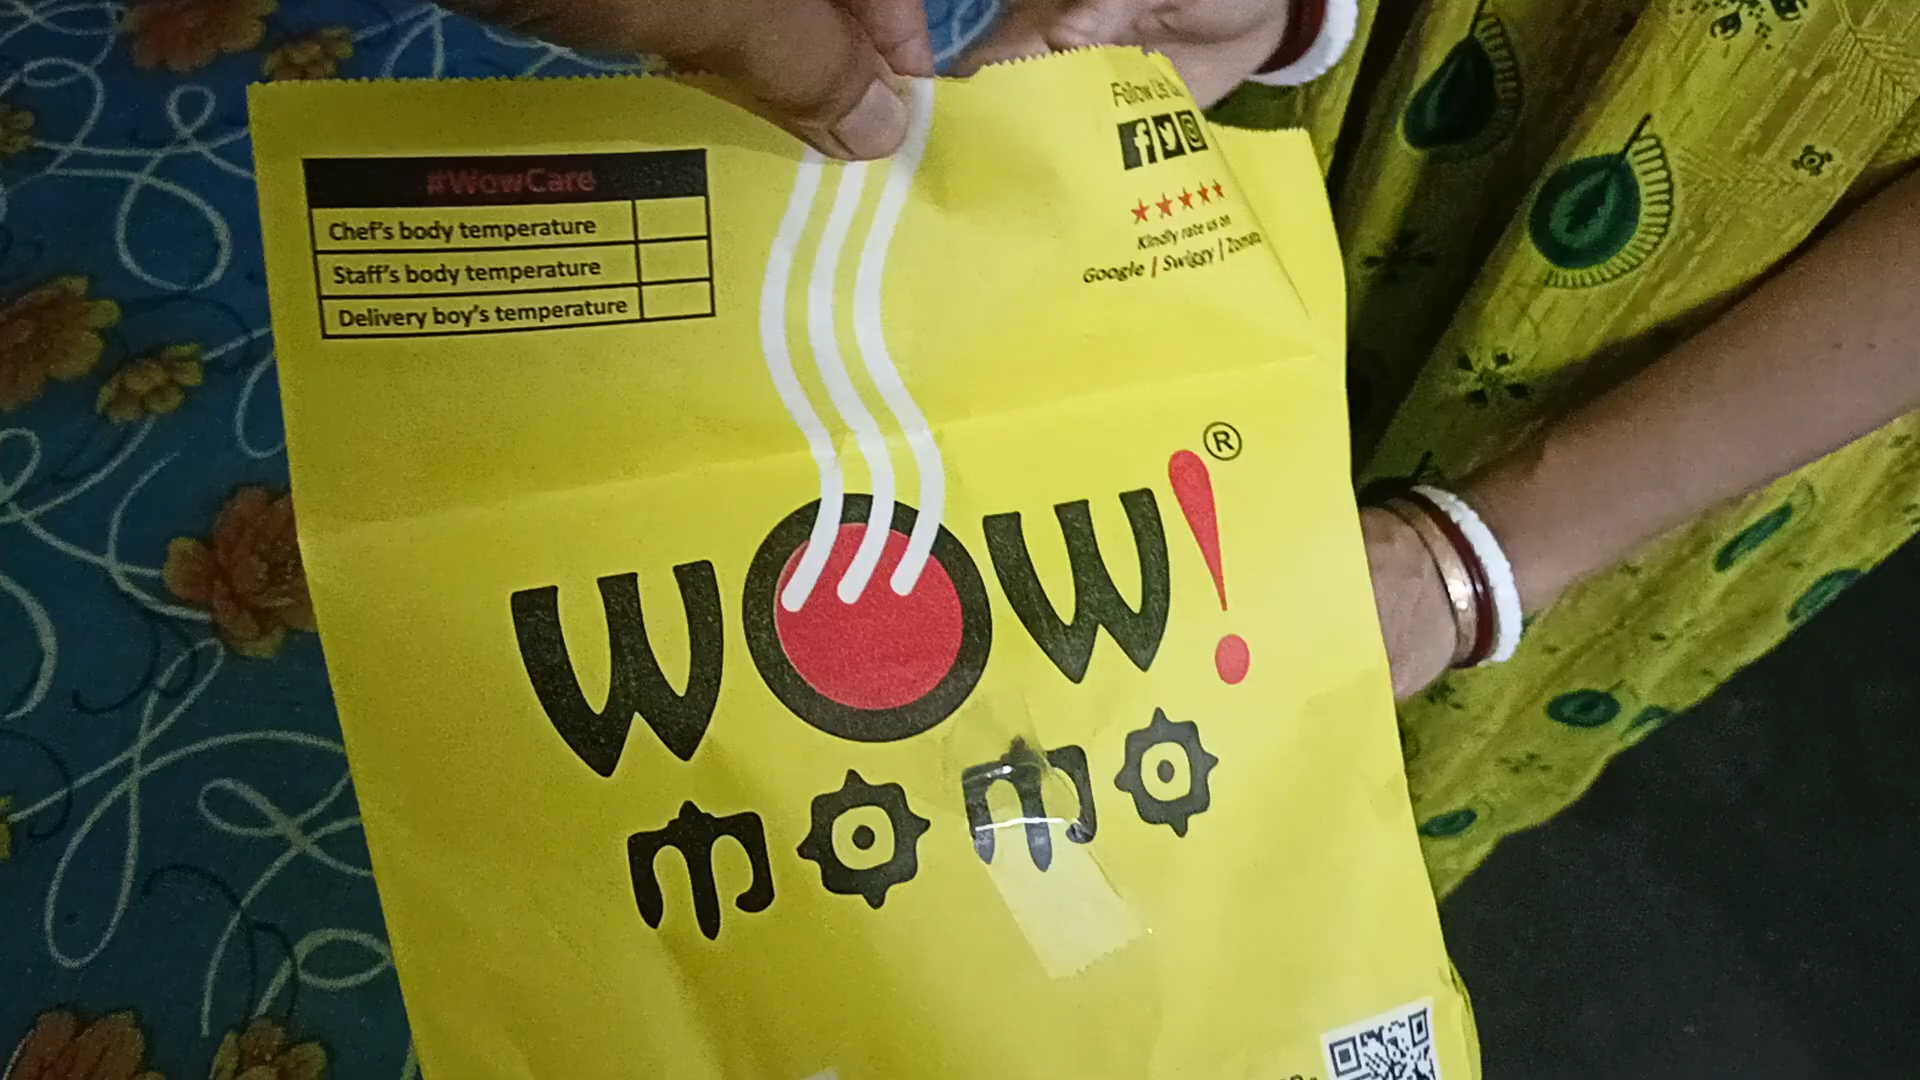 #WowCare
Chef's body temperature
Staff's body temperature
Delivery boy's temperature
Follow Us
Kindly rate us on
Google | Swiggy | Zomato
WOW! ®
momo